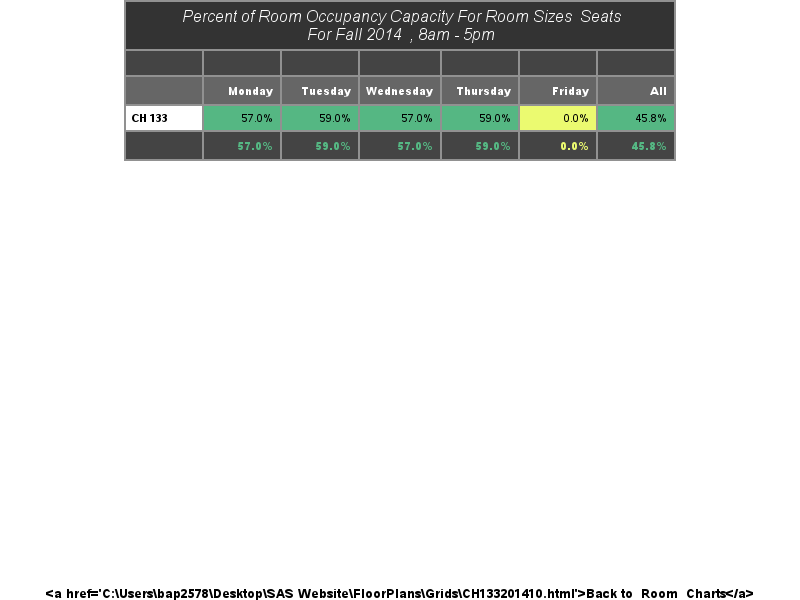 Percent of Room Occupancy Capacity For Room Sizes  Seats
For Fall 2014  , 8am - 5pm
Monday Tuesday Wednesday Thursday Friday All
CH 133 57.0% 59.0% 57.0% 59.0% 0.0% 45.8%
57.0% 59.0% 57.0% 59.0% 0.0% 45.8%
<a href='C:\Users\bap2578\Desktop\SAS Website\FloorPlans\Grids\CH133201410.html'>Back to  Room  Charts</a>